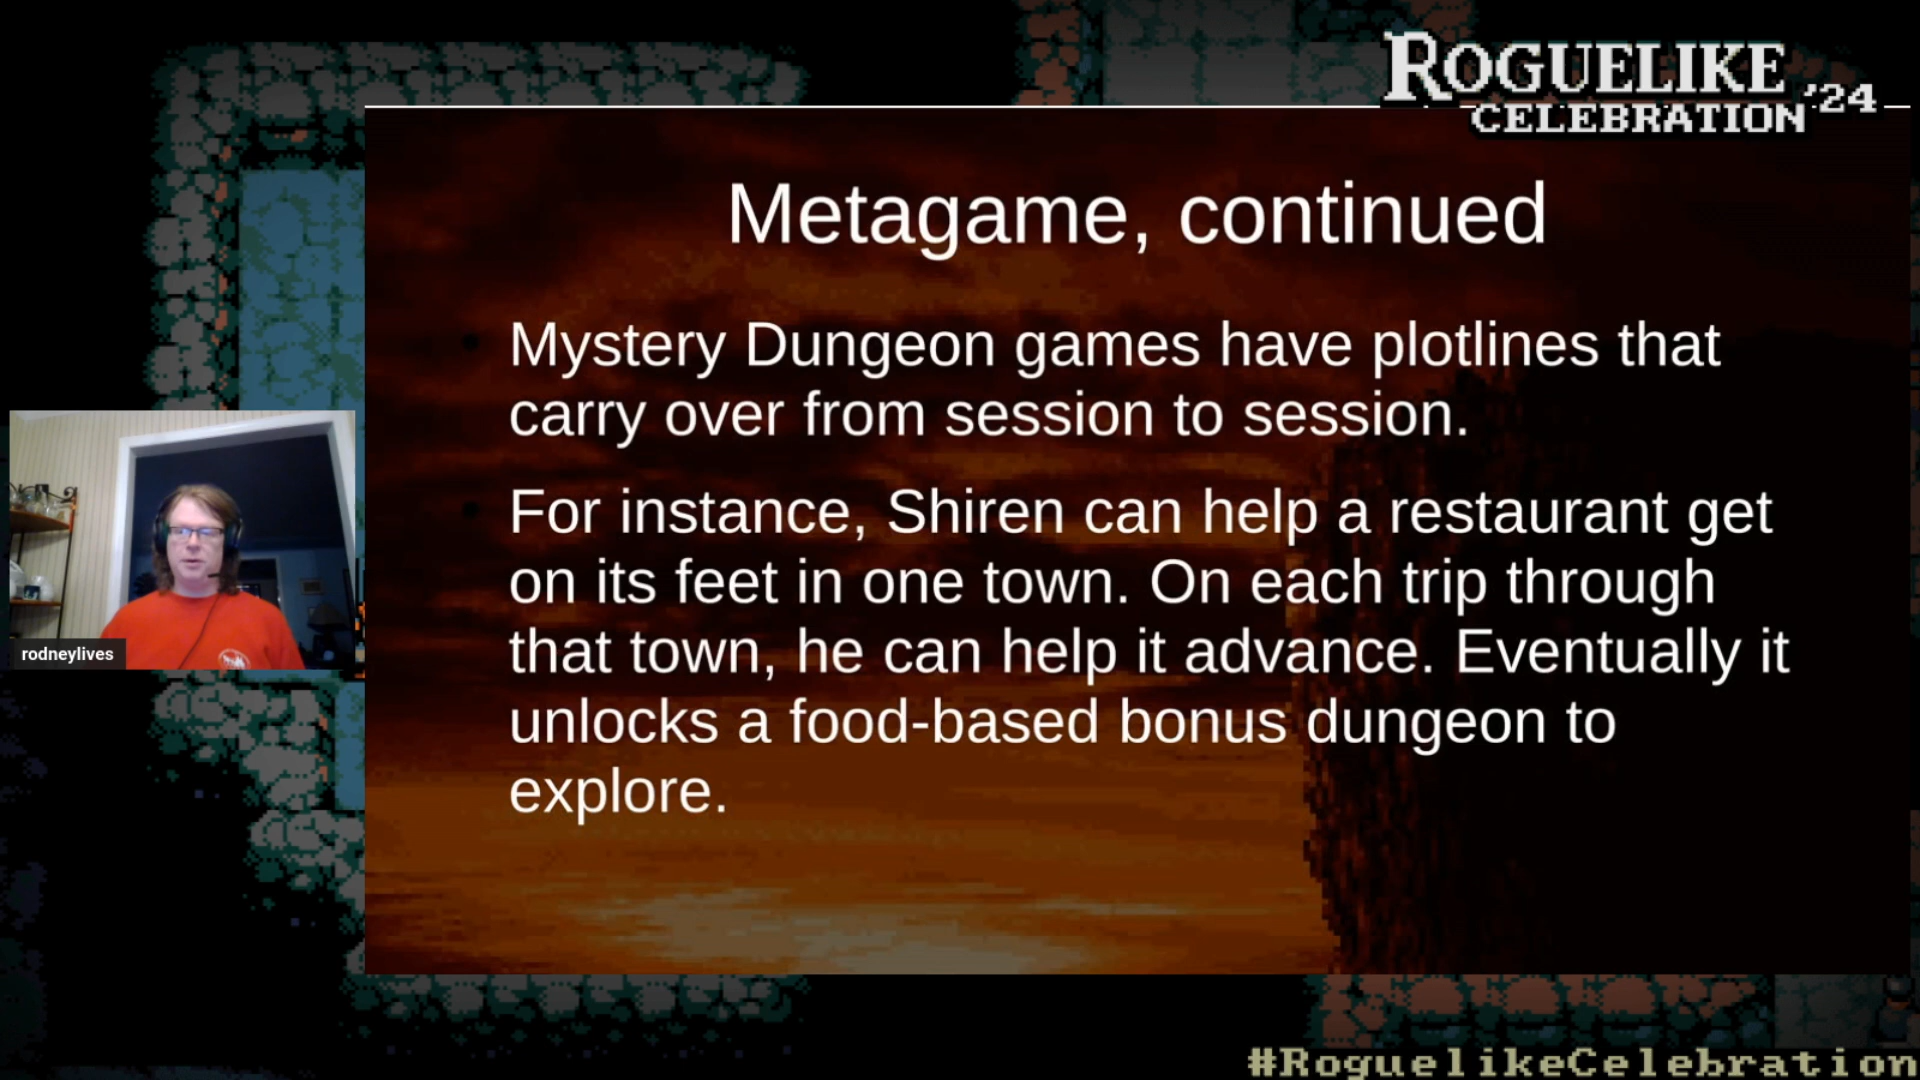 ROGUELIKE
CELEBRATION '24
Metagame, continued
Mystery Dungeon games have plotlines that
carry over from session to session.
For instance, Shiren can help a restaurant get
on its feet in one town. On each trip through
that town, he can help it advance. Eventually it
unlocks a food-based bonus dungeon to
explore.
rodneylives
#RoguelikeCelebration